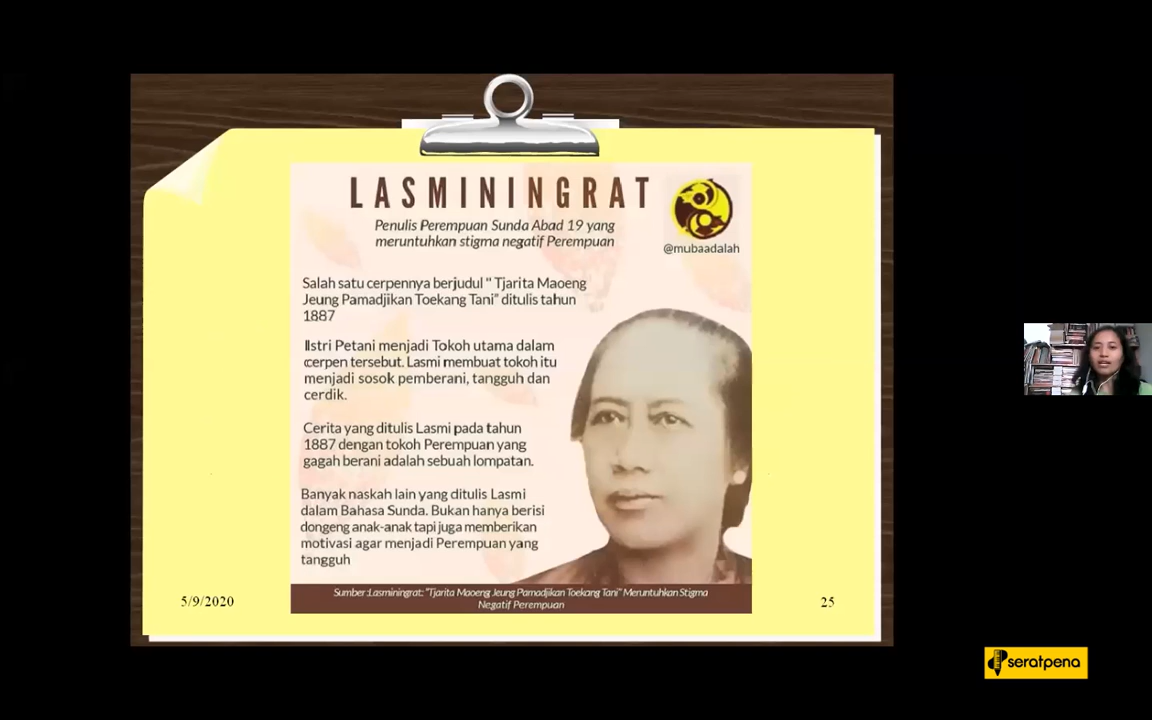 LASMININGRAT
Penulis Perempuan Sunda Abad 19 yang
meruntuhkan stigma negatif Perempuan
@mubaadalah
Salah satu cerpennya berjudul " Tjarita Maoeng
Jeung Pamadjikan Toekang Tani" ditulis tahun
1887
Istri Petani menjadi Tokoh utama dalam
cerpen tersebut. Lasmi membuat tokoh itu
menjadi sosok pemberani, tangguh dan
cerdik.
Cerita yang ditulis Lasmi pada tahun
1887 dengan tokoh Perempuan yang
gagah berani adalah sebuah lompatan.
Banyak naskah lain yang ditulis Lasmi
dalam Bahasa Sunda. Bukan hanya berisi
dongeng anak-anak tapi juga memberikan
motivasi agar menjadi Perempuan yang
tangguh
Sumber :Lasminingrat: "Tjarita Maoeng Jeung Pamadjikan Toekang Tani" Meruntuhkan Stigma
Negatif Perempuan
5/9/2020
25
seratpena